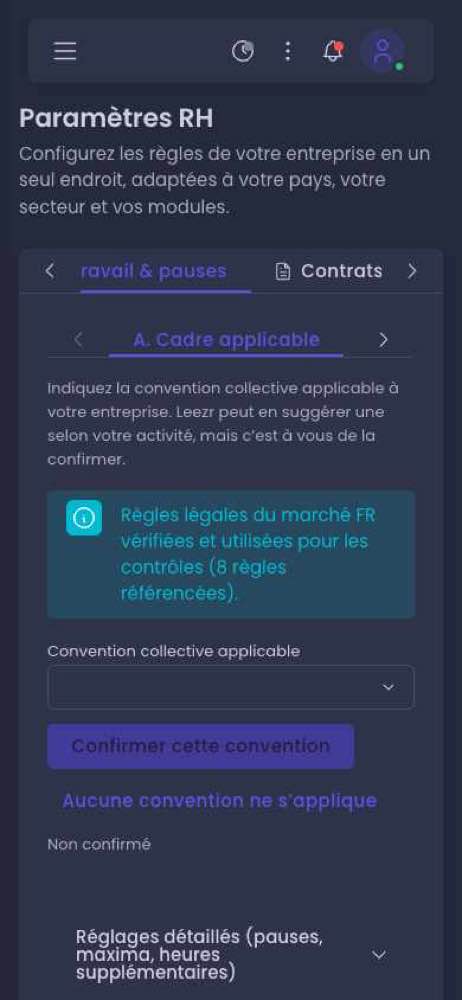 Paramètres RH
Configurez les règles de votre entreprise en un
seul endroit, adaptées à votre pays, votre
secteur et vos modules.
ravail & pauses
Contrats
A. Cadre applicable
Indiquez la convention collective applicable à
votre entreprise. Leezr peut en suggérer une
selon votre activité, mais c'est à vous de la
confirmer.
Règles légales du marché FR
vérifiées et utilisées pour les
contrôles (8 règles
référencées).
Convention collective applicable
Confirmer cette convention
Aucune convention ne s'applique
Non confirmé
Réglages détaillés (pauses,
maxima, heures
supplémentaires)